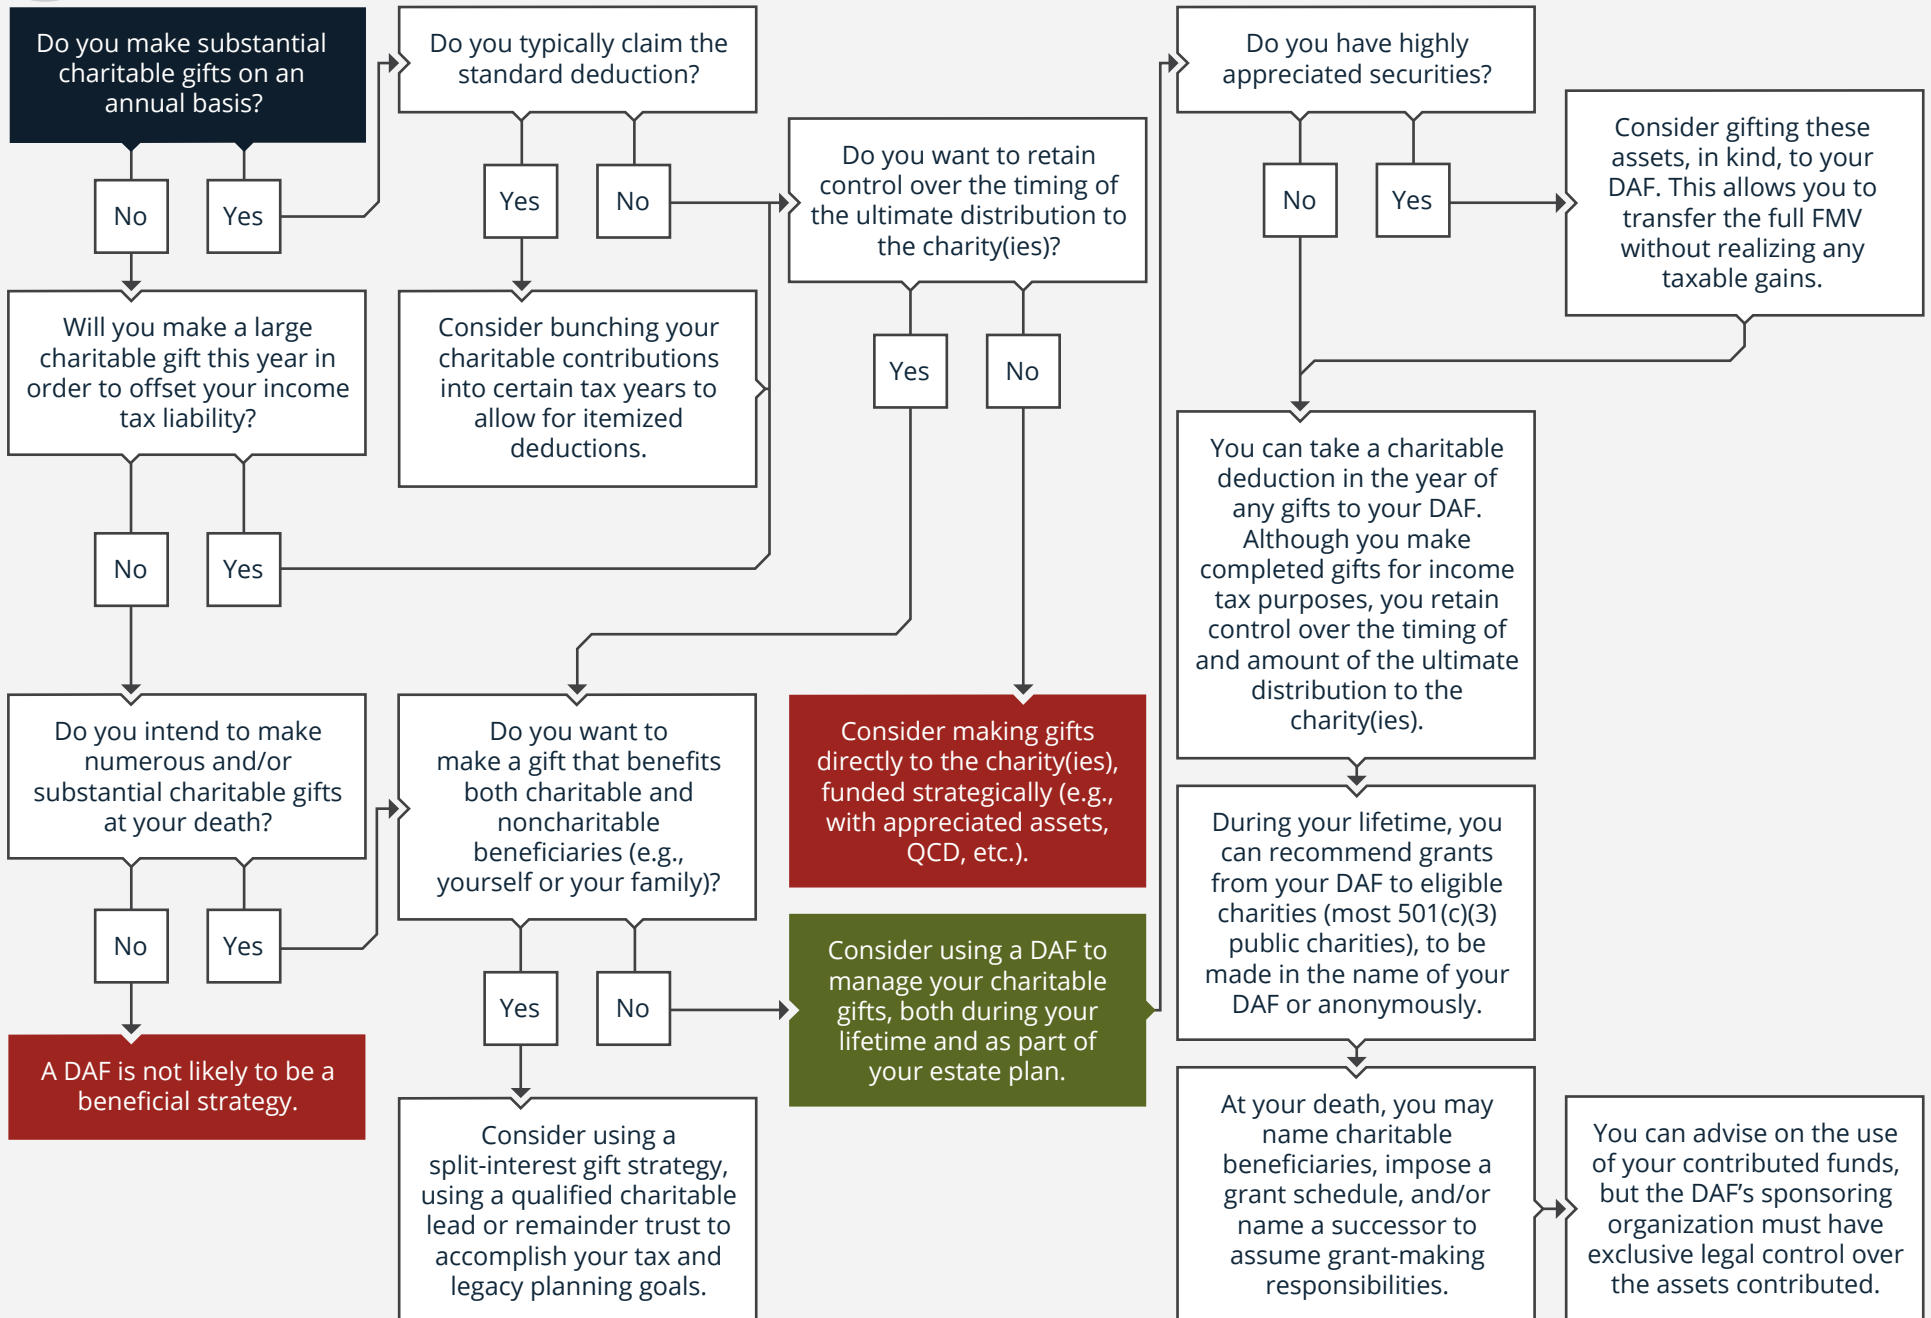 Do you make substantial
charitable gifts on an
annual basis?
No
Yes
Will you make a large
charitable gift this year in
order to offset your income
tax liability?
No
Yes
Do you intend to make
numerous and/or
substantial charitable gifts
at your death?
No
Yes
A DAF is not likely to be a
beneficial strategy.
Do you typically claim the
standard deduction?
Yes
No
Consider bunching your
charitable contributions
into certain tax years to
allow for itemized
deductions.
Do you want to retain
control over the timing of
the ultimate distribution to
the charity(ies)?
Yes
No
Do you want to
make a gift that benefits
both charitable and
noncharitable
beneficiaries (e.g.,
yourself or your family)?
Yes
No
Consider using a
split-interest gift strategy,
using a qualified charitable
lead or remainder trust to
accomplish your tax and
legacy planning goals.
Consider making gifts
directly to the charity(ies),
funded strategically (e.g.,
with appreciated assets,
QCD, etc.).
Consider using a DAF to
manage your charitable
gifts, both during your
lifetime and as part of
your estate plan.
Do you have highly
appreciated securities?
No
Yes
Consider gifting these
assets, in kind, to your
DAF. This allows you to
transfer the full FMV
without realizing any
taxable gains.
You can take a charitable
deduction in the year of
any gifts to your DAF.
Although you make
completed gifts for income
tax purposes, you retain
control over the timing of
and amount of the ultimate
distribution to the
charity(ies).
During your lifetime, you
can recommend grants
from your DAF to eligible
charities (most 501(c)(3)
public charities), to be
made in the name of your
DAF or anonymously.
At your death, you may
name charitable
beneficiaries, impose a
grant schedule, and/or
name a successor to
assume grant-making
responsibilities.
You can advise on the use
of your contributed funds,
but the DAF’s sponsoring
organization must have
exclusive legal control over
the assets contributed.